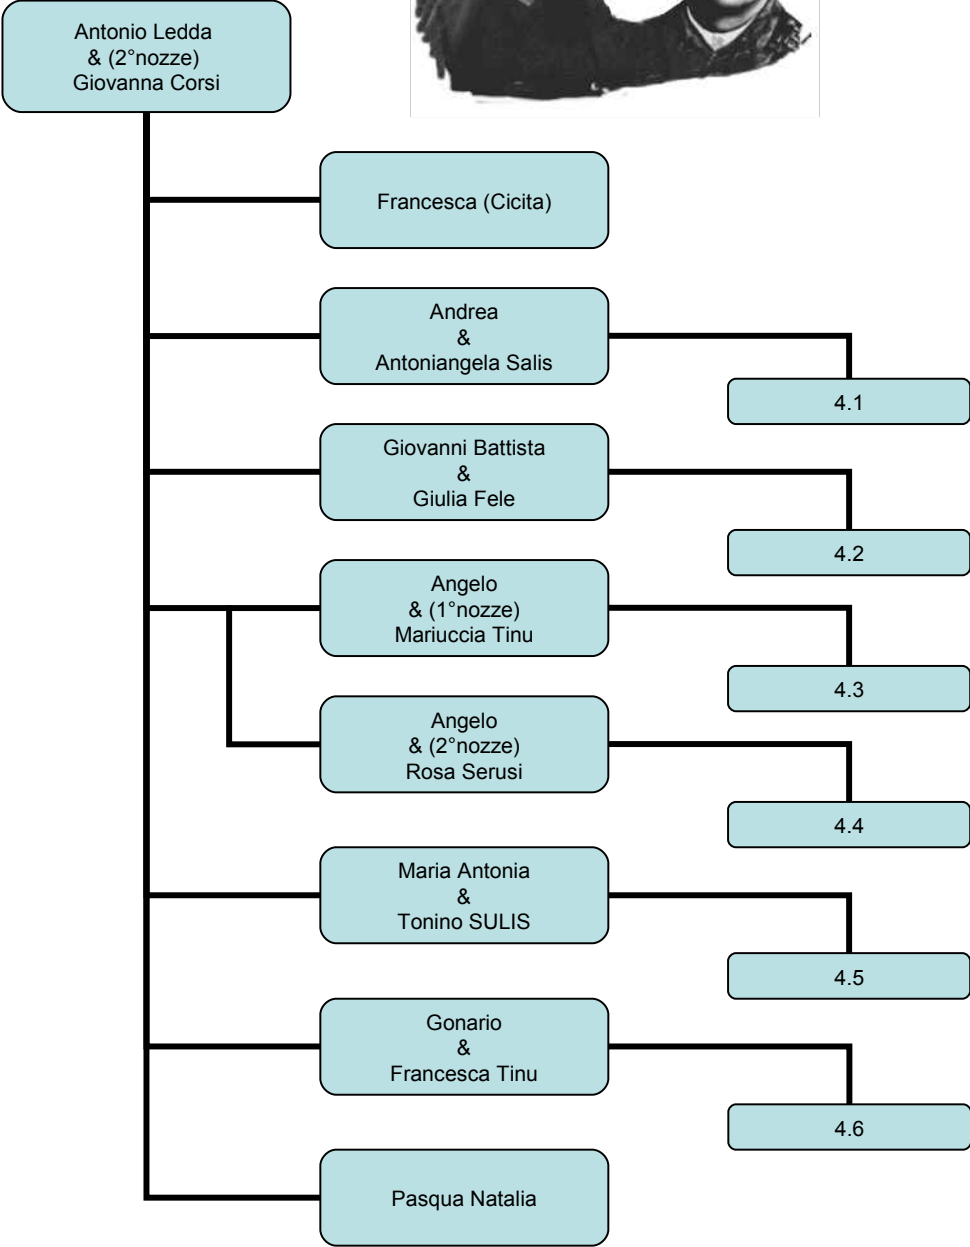 Antonio Ledda
& (2°nozze)
Giovanna Corsi
Francesca (Cicita)
Andrea
&
Antoniangela Salis
4.1
Giovanni Battista
&
Giulia Fele
4.2
Angelo
& (1°nozze)
Mariuccia Tinu
4.3
Angelo
& (2°nozze)
Rosa Serusi
4.4
Maria Antonia
&
Tonino SULIS
4.5
Gonario
&
Francesca Tinu
4.6
Pasqua Natalia